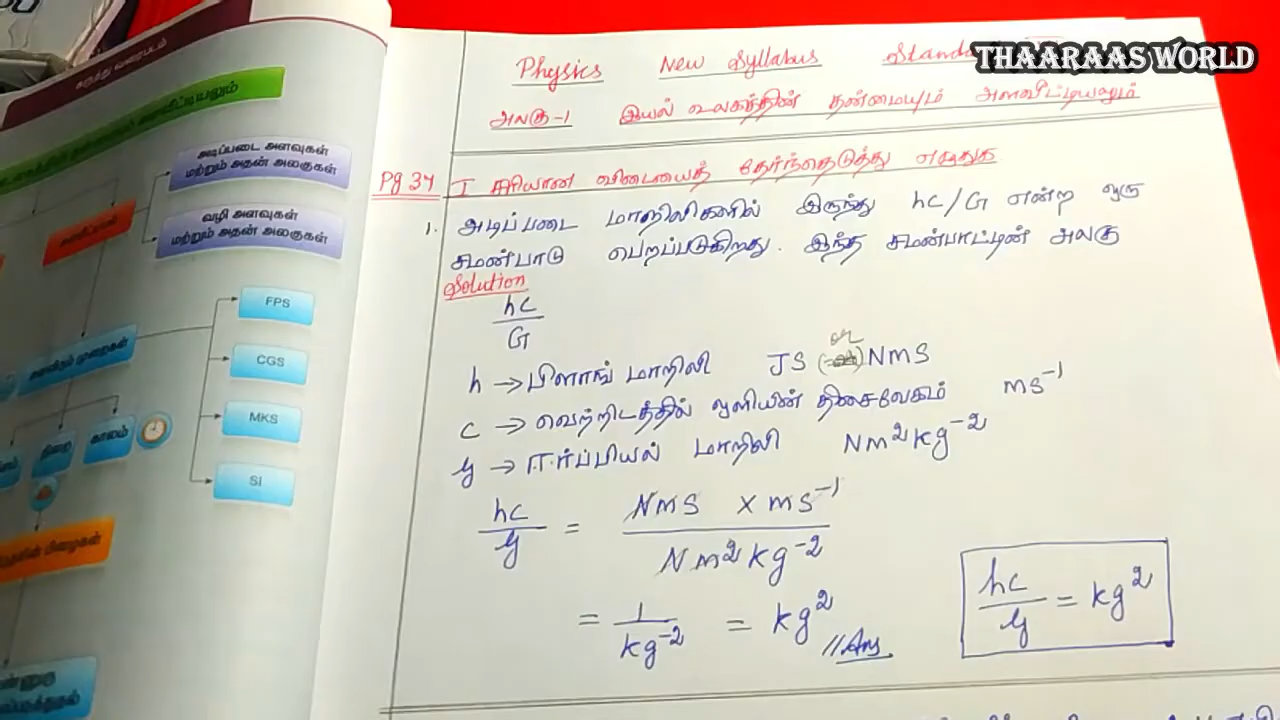 கருத்து வரைபடம்
அடிப்படை அளவுகள்
மற்றும் அதன் அலகுகள்
வழி அளவுகள்
மற்றும் அதன் அலகுகள்
FPS
CGS
MKS
SI
காலம்
THAARAAS WORLD
Physics New Syllabus
அலகு-1 இயல் உலகத்தின் தன்மையும் அளவீட்டியலும்
Pg 34 I சரியான விடையைத் தேர்ந்தெடுத்து எழுதுக
1. அடிப்படை மாறிலிகளில் இருந்து hc/G என்ற ஒரு
சமன்பாடு பெறப்படுகிறது. இந்த சமன்பாட்டின் அலகு
Solution
hc
G
h → பிளாங் மாறிலி JS (or) NmS
c → வெற்றிடத்தில் ஒளியின் திசைவேகம் mS⁻¹
G → ஈர்ப்பியல் மாறிலி Nm²kg⁻²
hc/G = NmS × mS⁻¹ / Nm²kg⁻²
= 1/kg⁻² = kg² // Ans
hc/G = kg²